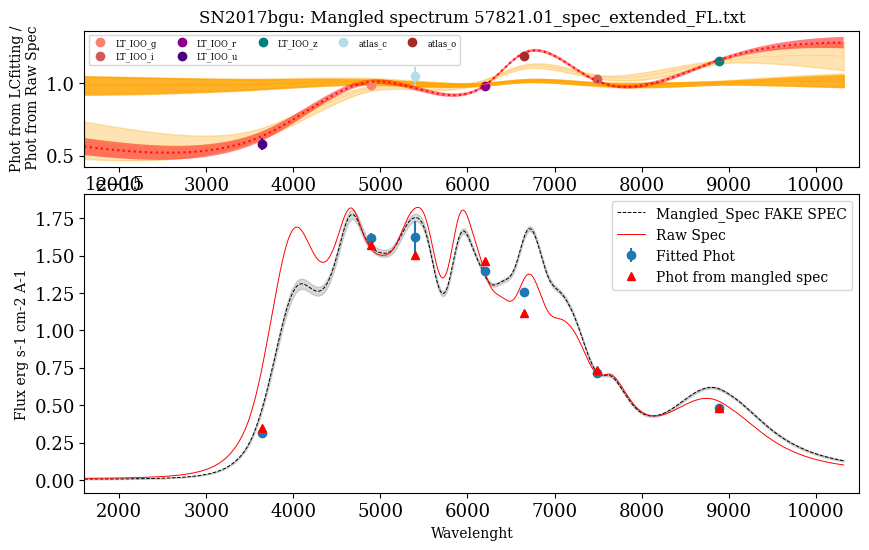 SN2017bgu: Mangled spectrum 57821.01_spec_extended_FL.txt
Phot from LCfitting /
Phot from Raw Spec
LT_IOO_g LT_IOO_r LT_IOO_z atlas_c atlas_o
LT_IOO_i LT_IOO_u
1.0
0.5
2000 3000 4000 5000 6000 7000 8000 9000 10000
1e−15
Flux erg s-1 cm-2 A-1
1.75
1.50
1.25
1.00
0.75
0.50
0.25
0.00
Mangled_Spec FAKE SPEC
Raw Spec
Fitted Phot
Phot from mangled spec
2000 3000 4000 5000 6000 7000 8000 9000 10000
Wavelenght